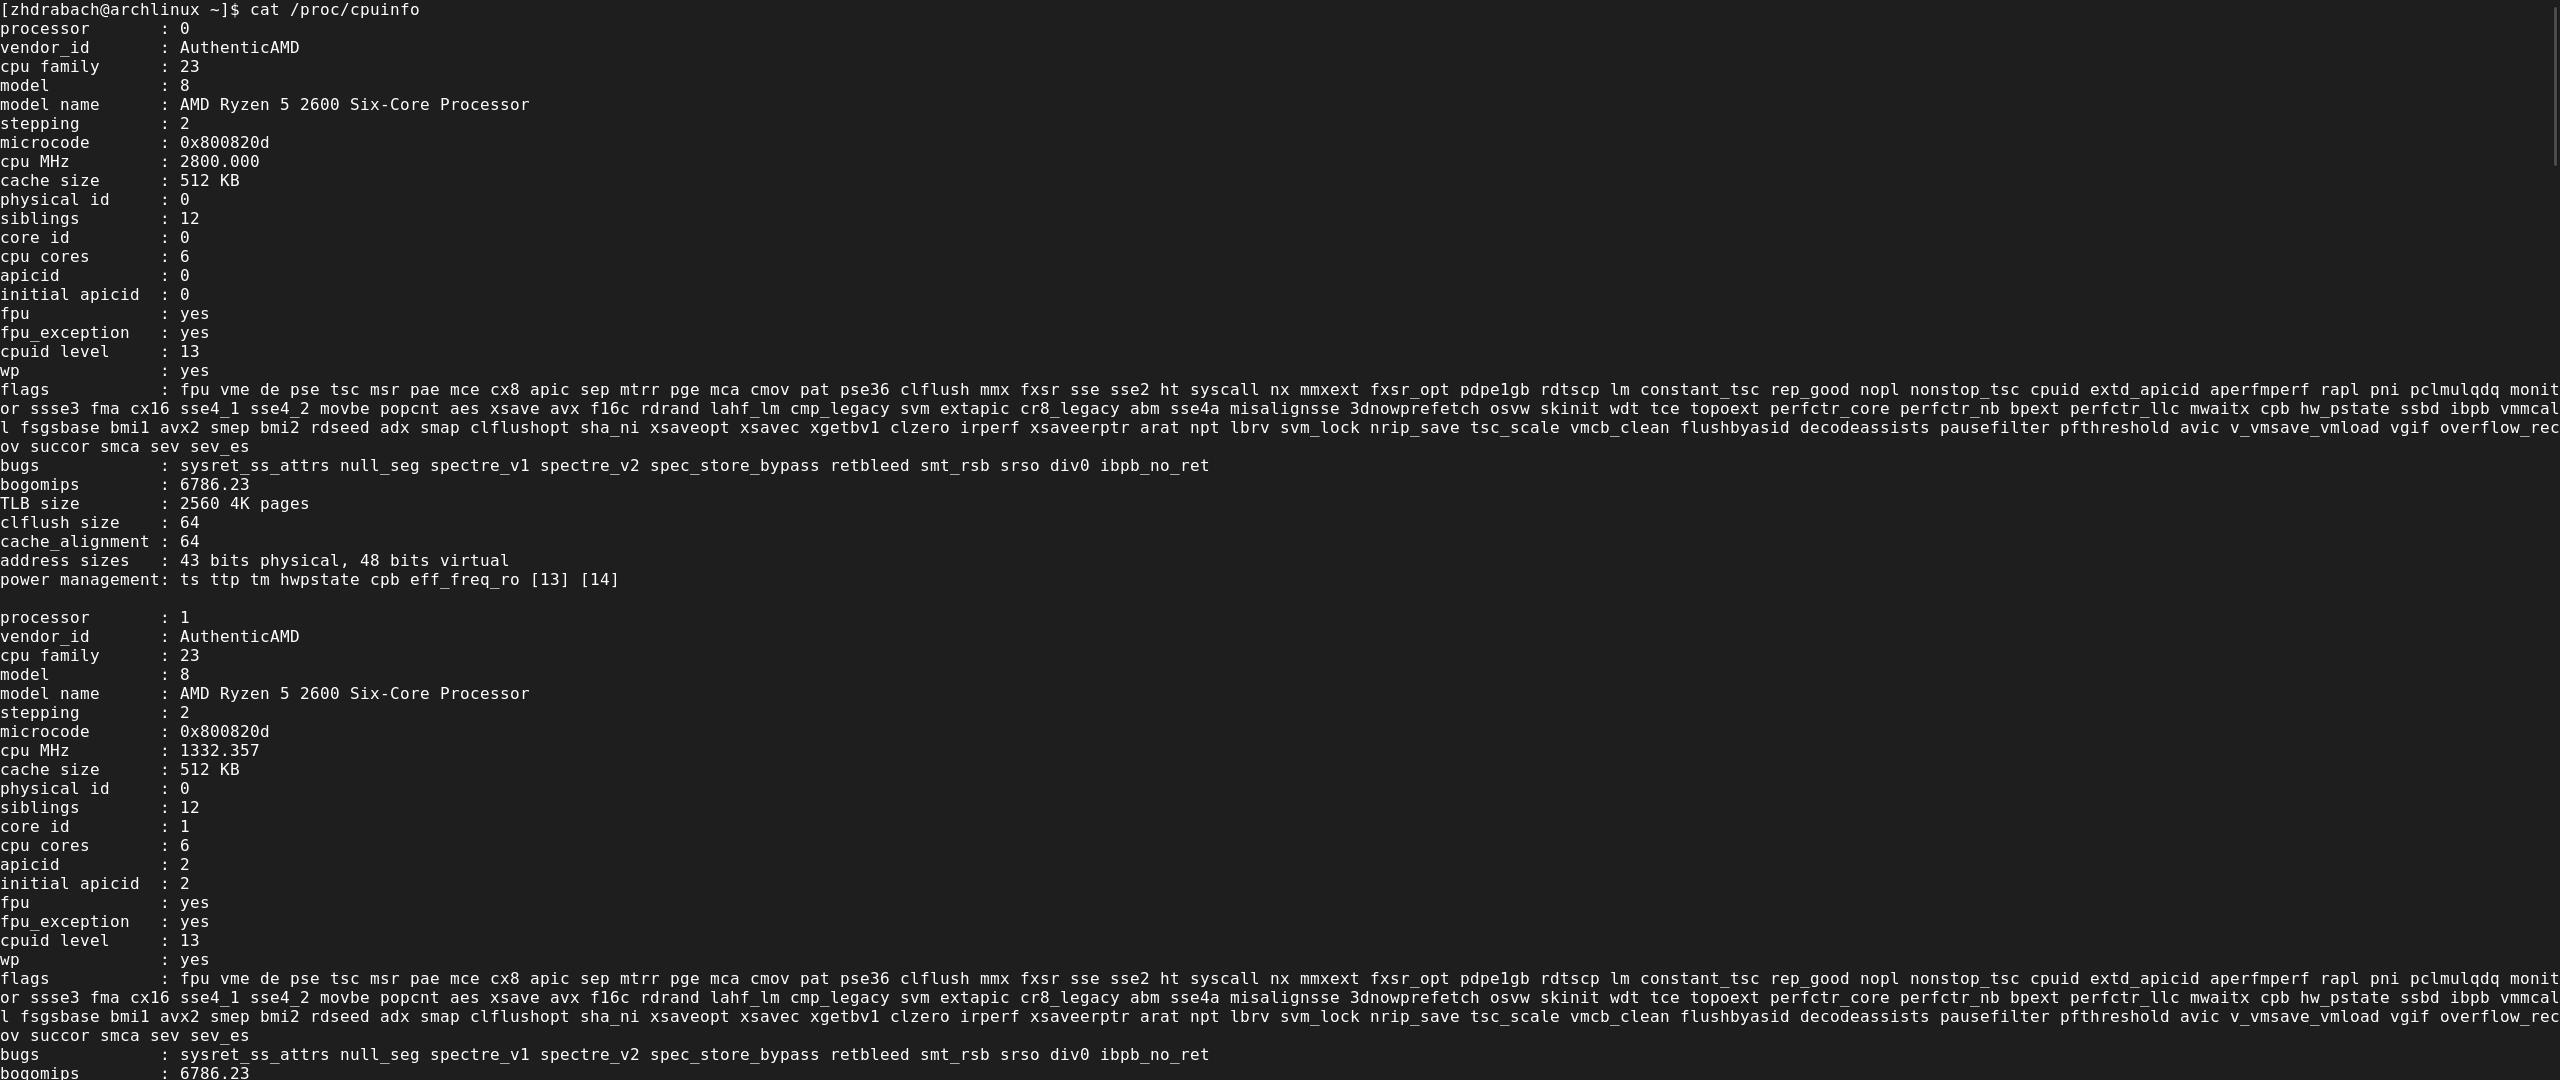 [zhdrabach@archlinux ~]$ cat /proc/cpuinfo
processor       : 0
vendor_id       : AuthenticAMD
cpu family      : 23
model           : 8
model name      : AMD Ryzen 5 2600 Six-Core Processor
stepping        : 2
microcode       : 0x800820d
cpu MHz         : 2800.000
cache size      : 512 KB
physical id     : 0
siblings        : 12
core id         : 0
cpu cores       : 6
apicid          : 0
initial apicid  : 0
fpu             : yes
fpu_exception   : yes
cpuid level     : 13
wp              : yes
flags           : fpu vme de pse tsc msr pae mce cx8 apic sep mtrr pge mca cmov pat pse36 clflush mmx fxsr sse sse2 ht syscall nx mmxext fxsr_opt pdpe1gb rdtscp lm constant_tsc rep_good nopl nonstop_tsc cpuid extd_apicid aperfmperf rapl pni pclmulqdq monit
or ssse3 fma cx16 sse4_1 sse4_2 movbe popcnt aes xsave avx f16c rdrand lahf_lm cmp_legacy svm extapic cr8_legacy abm sse4a misalignsse 3dnowprefetch osvw skinit wdt tce topoext perfctr_core perfctr_nb bpext perfctr_llc mwaitx cpb hw_pstate ssbd ibpb vmmcal
l fsgsbase bmi1 avx2 smep bmi2 rdseed adx smap clflushopt sha_ni xsaveopt xsavec xgetbv1 clzero irperf xsaveerptr arat npt lbrv svm_lock nrip_save tsc_scale vmcb_clean flushbyasid decodeassists pausefilter pfthreshold avic v_vmsave_vmload vgif overflow_rec
ov succor smca sev sev_es
bugs            : sysret_ss_attrs null_seg spectre_v1 spectre_v2 spec_store_bypass retbleed smt_rsb srso div0 ibpb_no_ret
bogomips        : 6786.23
TLB size        : 2560 4K pages
clflush size    : 64
cache_alignment : 64
address sizes   : 43 bits physical, 48 bits virtual
power management: ts ttp tm hwpstate cpb eff_freq_ro [13] [14]

processor       : 1
vendor_id       : AuthenticAMD
cpu family      : 23
model           : 8
model name      : AMD Ryzen 5 2600 Six-Core Processor
stepping        : 2
microcode       : 0x800820d
cpu MHz         : 1332.357
cache size      : 512 KB
physical id     : 0
siblings        : 12
core id         : 1
cpu cores       : 6
apicid          : 2
initial apicid  : 2
fpu             : yes
fpu_exception   : yes
cpuid level     : 13
wp              : yes
flags           : fpu vme de pse tsc msr pae mce cx8 apic sep mtrr pge mca cmov pat pse36 clflush mmx fxsr sse sse2 ht syscall nx mmxext fxsr_opt pdpe1gb rdtscp lm constant_tsc rep_good nopl nonstop_tsc cpuid extd_apicid aperfmperf rapl pni pclmulqdq monit
or ssse3 fma cx16 sse4_1 sse4_2 movbe popcnt aes xsave avx f16c rdrand lahf_lm cmp_legacy svm extapic cr8_legacy abm sse4a misalignsse 3dnowprefetch osvw skinit wdt tce topoext perfctr_core perfctr_nb bpext perfctr_llc mwaitx cpb hw_pstate ssbd ibpb vmmcal
l fsgsbase bmi1 avx2 smep bmi2 rdseed adx smap clflushopt sha_ni xsaveopt xsavec xgetbv1 clzero irperf xsaveerptr arat npt lbrv svm_lock nrip_save tsc_scale vmcb_clean flushbyasid decodeassists pausefilter pfthreshold avic v_vmsave_vmload vgif overflow_rec
ov succor smca sev sev_es
bugs            : sysret_ss_attrs null_seg spectre_v1 spectre_v2 spec_store_bypass retbleed smt_rsb srso div0 ibpb_no_ret
bogomips        : 6786.23